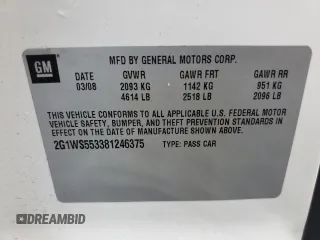 GM
MFD BY GENERAL MOTORS CORP.
DATE GVWR GAWR FRT GAWR RR
03/08 2093 KG 1142 KG 951 KG
4614 LB 2518 LB 2096 LB
THIS VEHICLE CONFORMS TO ALL APPLICABLE U.S. FEDERAL MOTOR
VEHICLE SAFETY, BUMPER, AND THEFT PREVENTION STANDARDS IN
EFFECT ON THE DATE OF MANUFACTURE SHOWN ABOVE.
2G1WS553381246375 TYPE: PASS CAR
DREAMBID